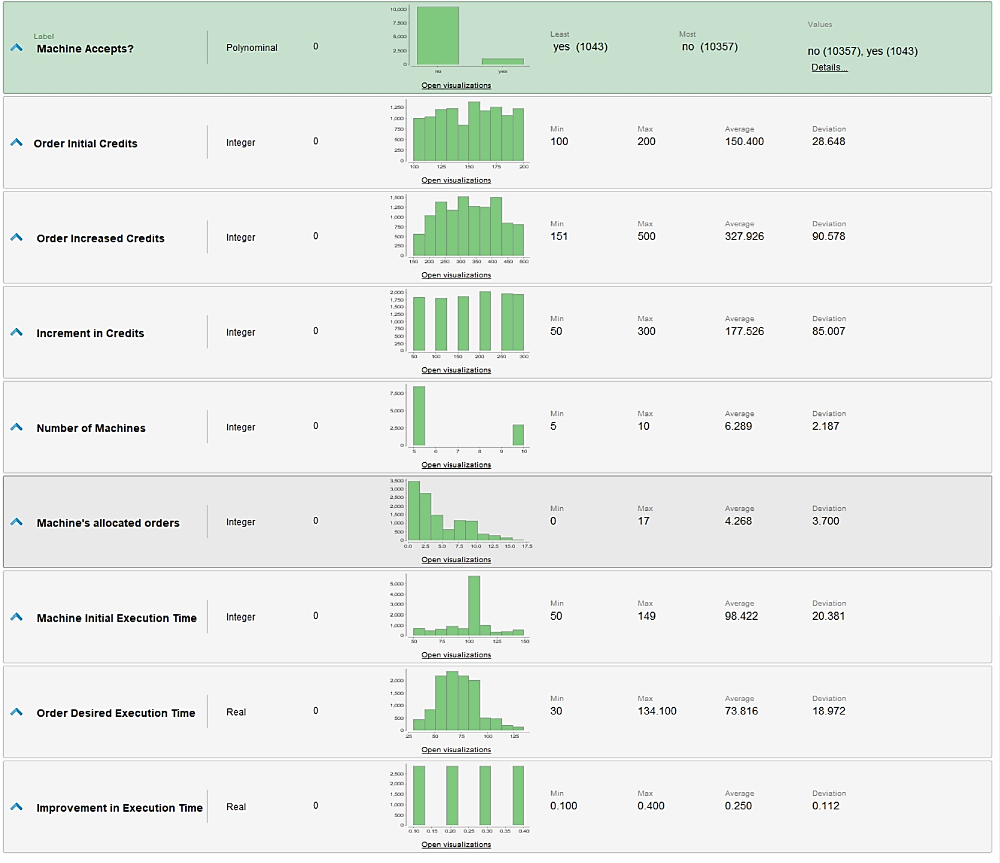 Label
Machine Accepts?
Polynominal
0
10,000
7,500
5,000
2,500
0
no yes
Open visualizations
Least
yes (1043)
Most
no (10357)
Values
no (10357), yes (1043)
Details...
Order Initial Credits
Integer
0
1,250
1,000
750
500
250
0
100 125 150 175 200
Open visualizations
Min
100
Max
200
Average
150.400
Deviation
28.648
Order Increased Credits
Integer
0
1,500
1,250
1,000
750
500
250
0
150 200 250 300 350 400 450 500
Open visualizations
Min
151
Max
500
Average
327.926
Deviation
90.578
Increment in Credits
Integer
0
2,000
1,750
1,500
1,250
1,000
750
500
250
0
50 100 150 200 250 300
Open visualizations
Min
50
Max
300
Average
177.526
Deviation
85.007
Number of Machines
Integer
0
7,500
5,000
2,500
0
5 6 7 8 9 10
Open visualizations
Min
5
Max
10
Average
6.289
Deviation
2.187
Machine's allocated orders
Integer
0
3,500
3,000
2,500
2,000
1,500
1,000
500
0
0.0 2.5 5.0 7.5 10.0 12.5 15.0 17.5
Open visualizations
Min
0
Max
17
Average
4.268
Deviation
3.700
Machine Initial Execution Time
Integer
0
5,000
4,000
3,000
2,000
1,000
0
50 75 100 125 150
Open visualizations
Min
50
Max
149
Average
98.422
Deviation
20.381
Order Desired Execution Time
Real
0
2,000
1,500
1,000
500
0
25 50 75 100 125
Open visualizations
Min
30
Max
134.100
Average
73.816
Deviation
18.972
Improvement in Execution Time
Real
0
2,500
2,000
1,500
1,000
500
0
0.10 0.15 0.20 0.25 0.30 0.35 0.40
Open visualizations
Min
0.100
Max
0.400
Average
0.250
Deviation
0.112